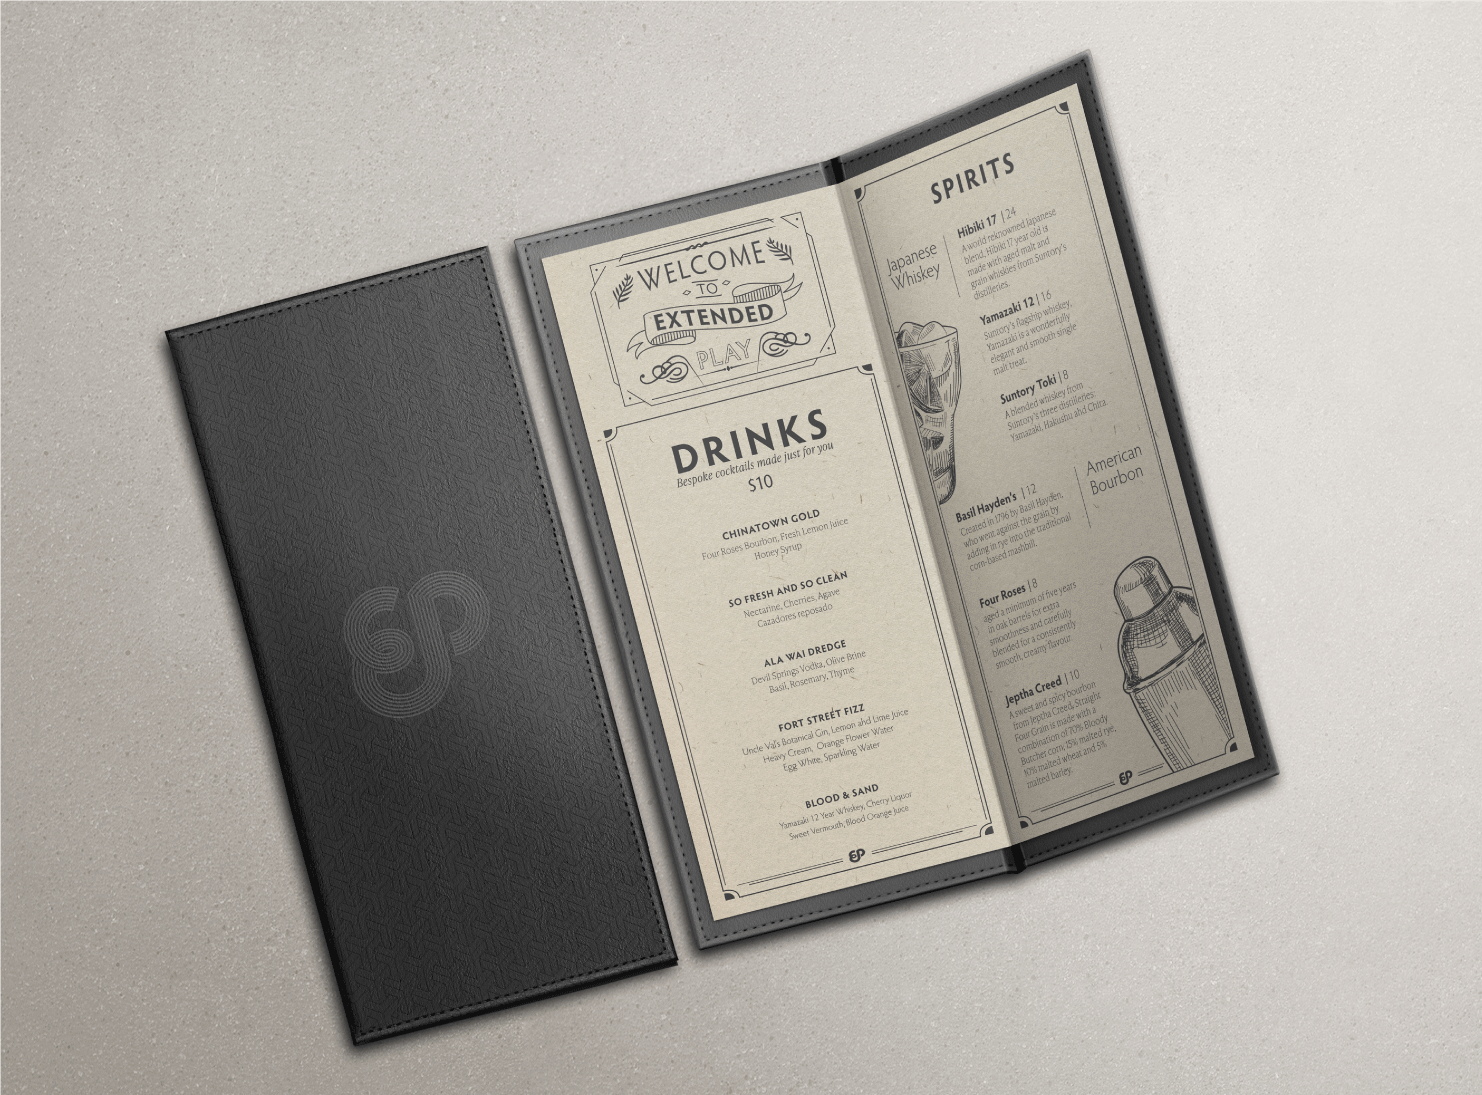 EP
WELCOME
TO
EXTENDED
PLAY
DRINKS
Bespoke cocktails made just for you
$10
CHINATOWN GOLD
Four Roses Bourbon, Fresh Lemon Juice
Honey Syrup
SO FRESH AND SO CLEAN
Nectarine, Cherries, Agave
Cazadores reposado
ALA WAI DREDGE
Devil Springs Vodka, Olive Brine
Basil, Rosemary, Thyme
FORT STREET FIZZ
Uncle Val's Botanical Gin, Lemon and Lime Juice
Heavy Cream, Orange Flower Water
Egg White, Sparkling Water
BLOOD & SAND
Yamazaki 12 Year Whiskey, Cherry Liquor
Sweet Vermouth, Blood Orange Juice
EP
SPIRITS
Japanese
Whiskey
Hibiki 17 | 24
A world reknowned Japanese
blend, Hibiki 17 year old is
made with aged malt and
grain whiskies from Suntory's
distilleries.
Yamazaki 12 | 16
Suntory's flagship whiskey,
Yamazaki is a wonderfully
elegant and smooth single
malt treat.
Suntory Toki | 8
A blended whiskey from
Suntory's three distilleries:
Yamazaki, Hakushu and Chita.
American
Bourbon
Basil Hayden's | 12
Created in 1796 by Basil Hayden,
who went against the grain by
adding in rye into the traditional
corn-based mashbill.
Four Roses | 8
aged a minimum of five years
in oak barrels for extra
smoothness and carefully
blended for a consistently
smooth, creamy flavour.
Jeptha Creed | 10
A sweet and spicy bourbon
from Jeptha Creed, Straight
Four Grain is made with a
combination of 70% Bloody
Butcher corn, 15% malted rye,
10% malted wheat and 5%
malted barley.
EP